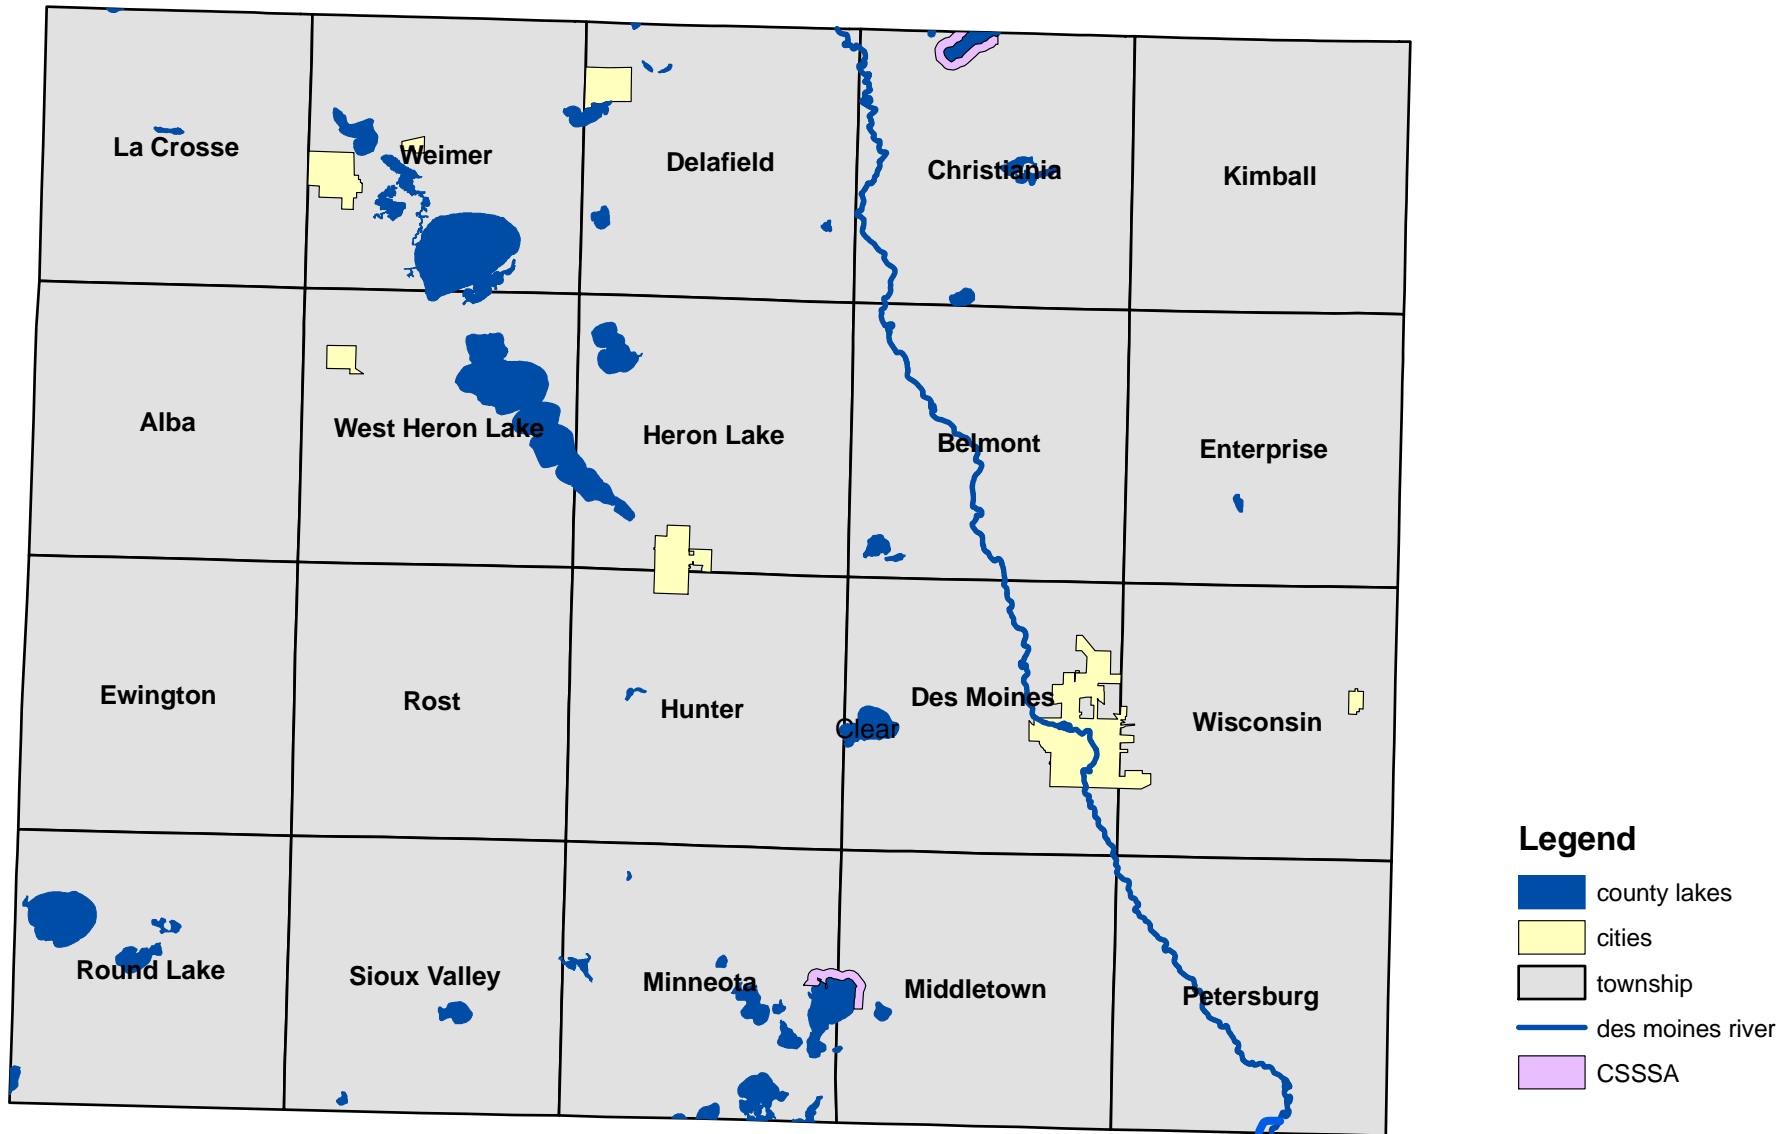 La Crosse
Weimer
Delafield
Christiania
Kimball
Alba
West Heron Lake
Heron Lake
Belmont
Enterprise
Ewington
Rost
Hunter
Clear
Des Moines
Wisconsin
Round Lake
Sioux Valley
Minneota
Middletown
Petersburg
Legend
county lakes
cities
township
des moines river
CSSSA